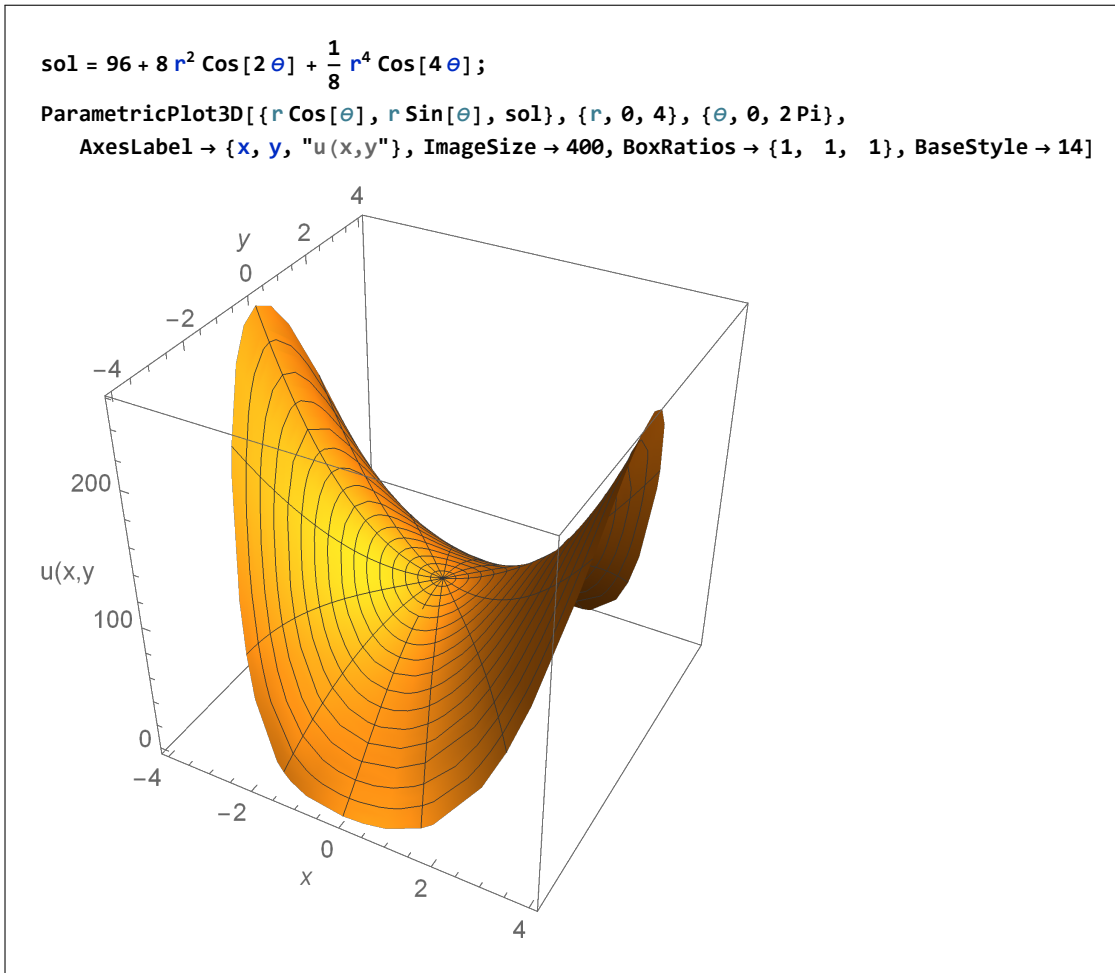 sol = 96 + 8 r² Cos[2 θ] + 1/8 r⁴ Cos[4 θ];
ParametricPlot3D[{r Cos[θ], r Sin[θ], sol}, {r, 0, 4}, {θ, 0, 2 Pi},
AxesLabel → {x, y, "u(x,y"}, ImageSize → 400, BoxRatios → {1, 1, 1}, BaseStyle → 14]
4
2
y
0
−2
−4
200
u(x,y
100
0
−4
−2
0
x
2
4